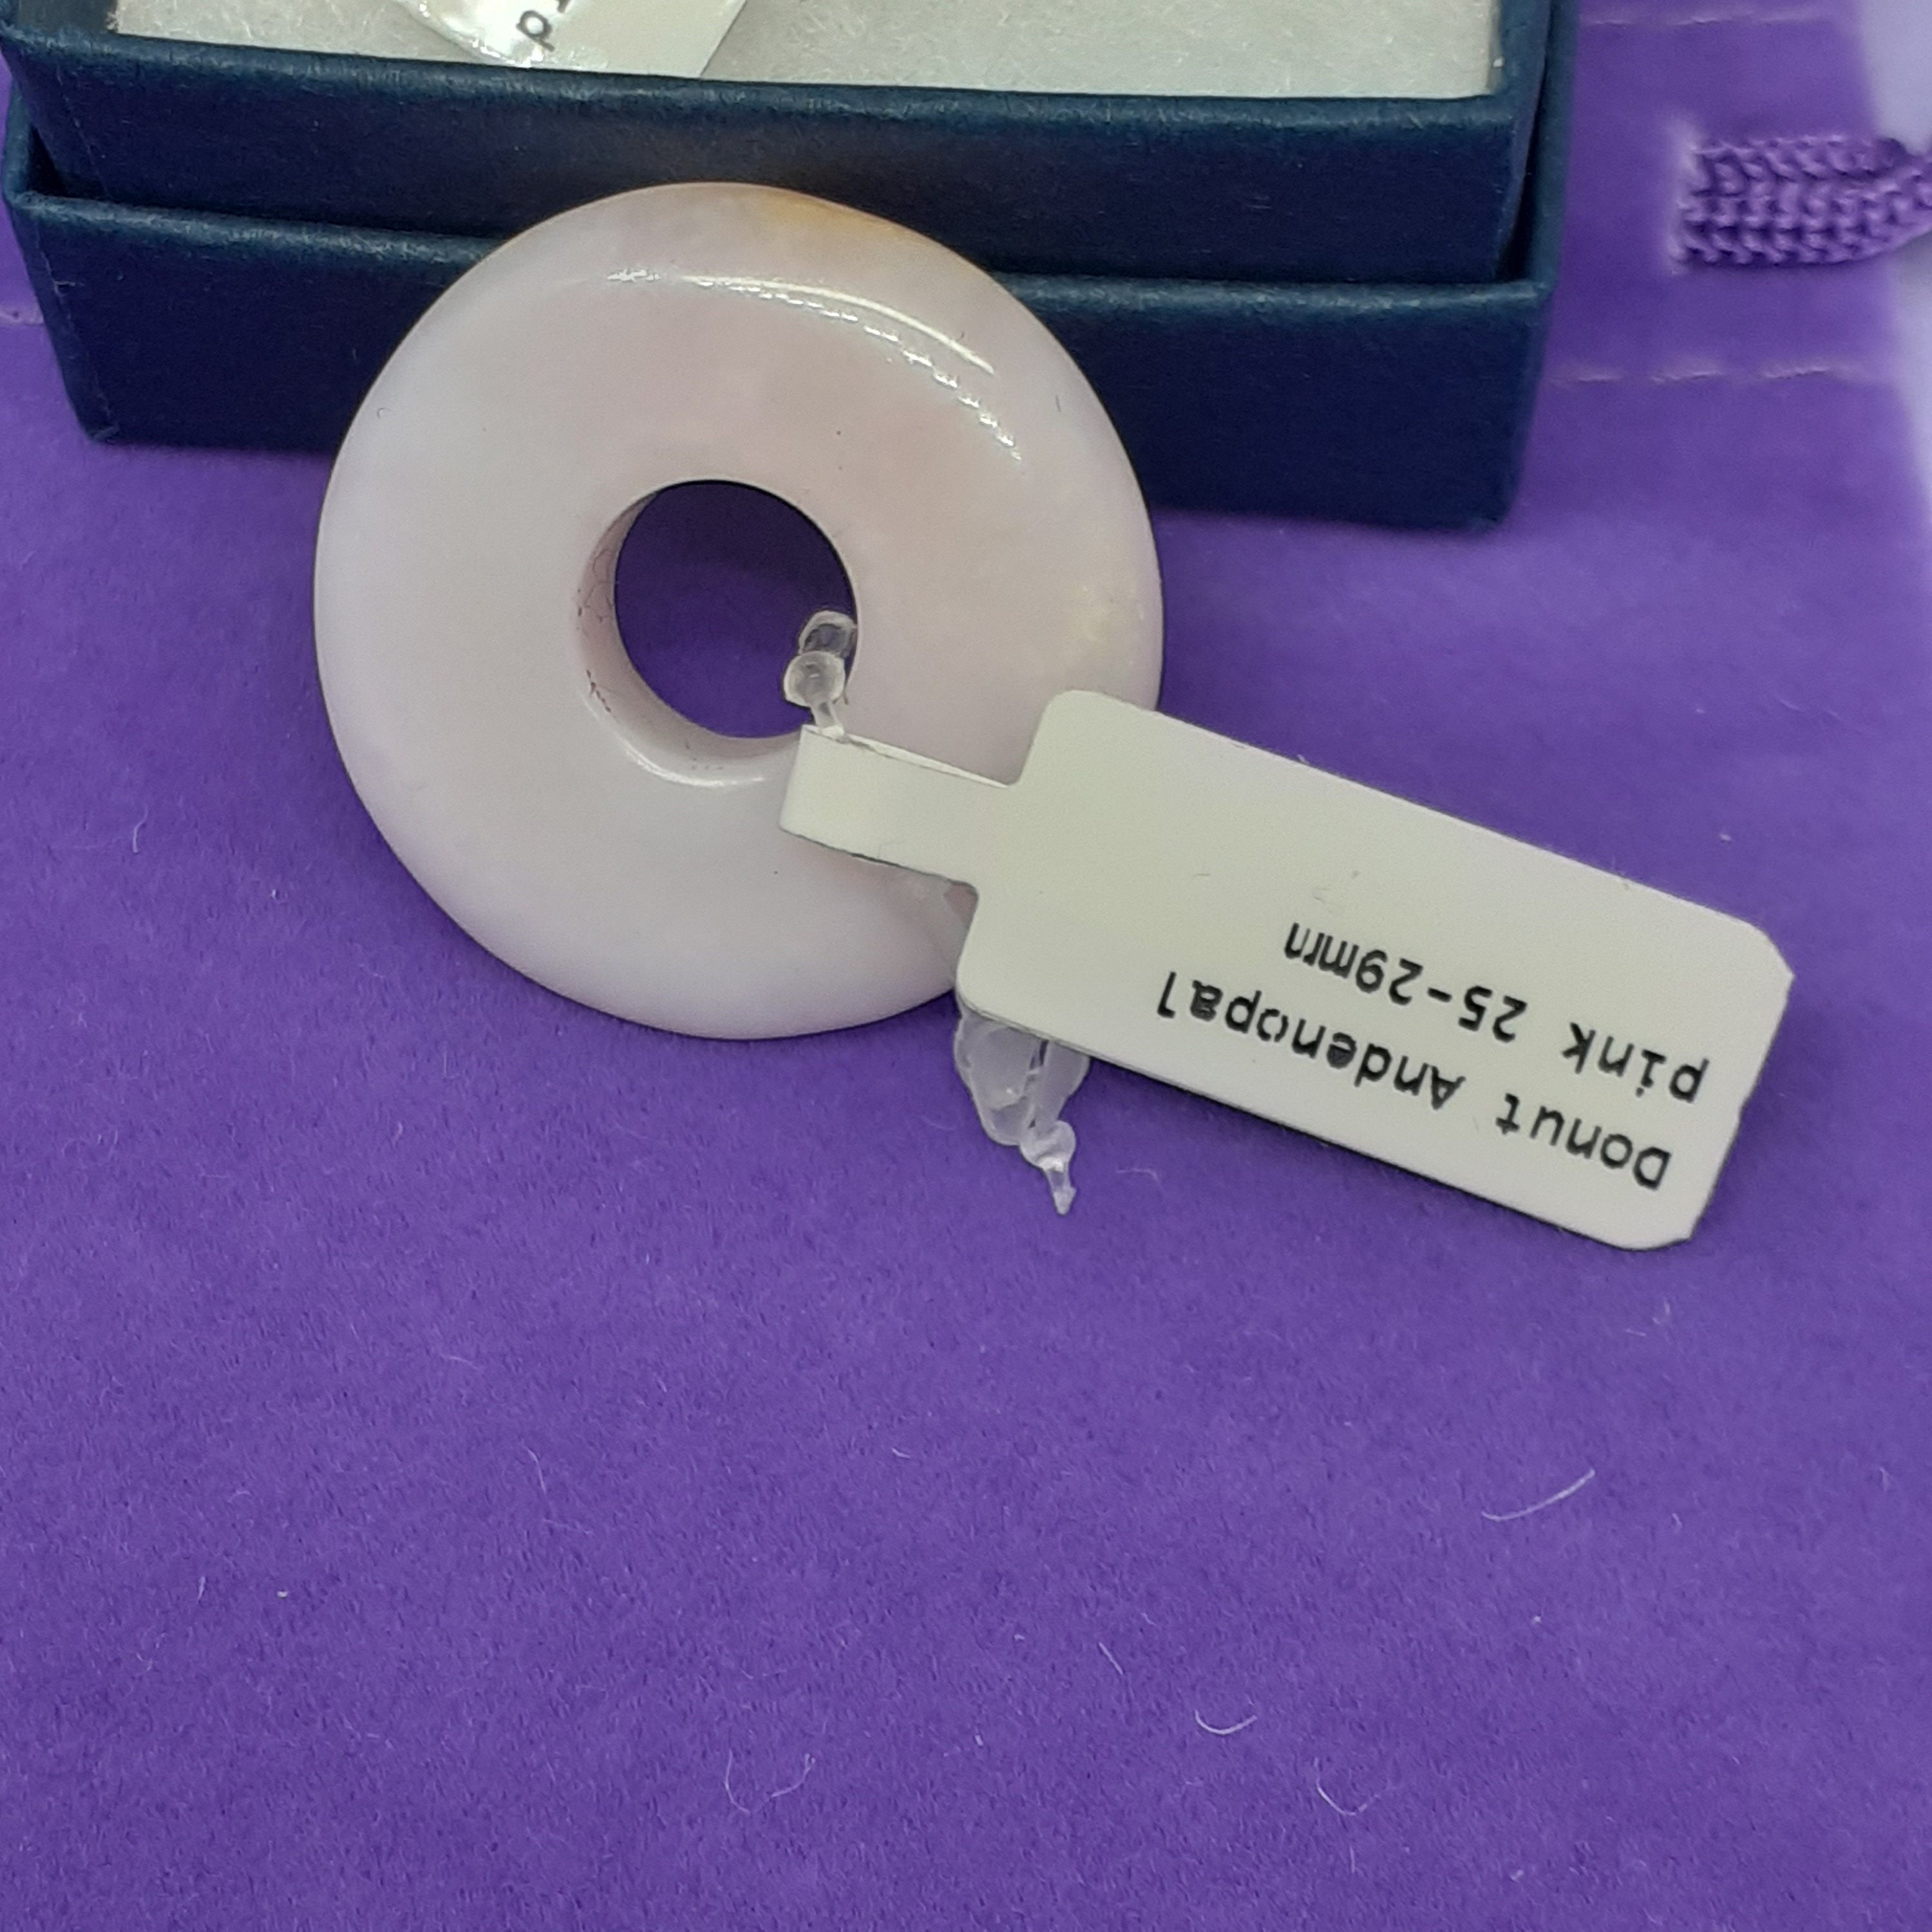 Donut Andenopal
pink 25-29mm